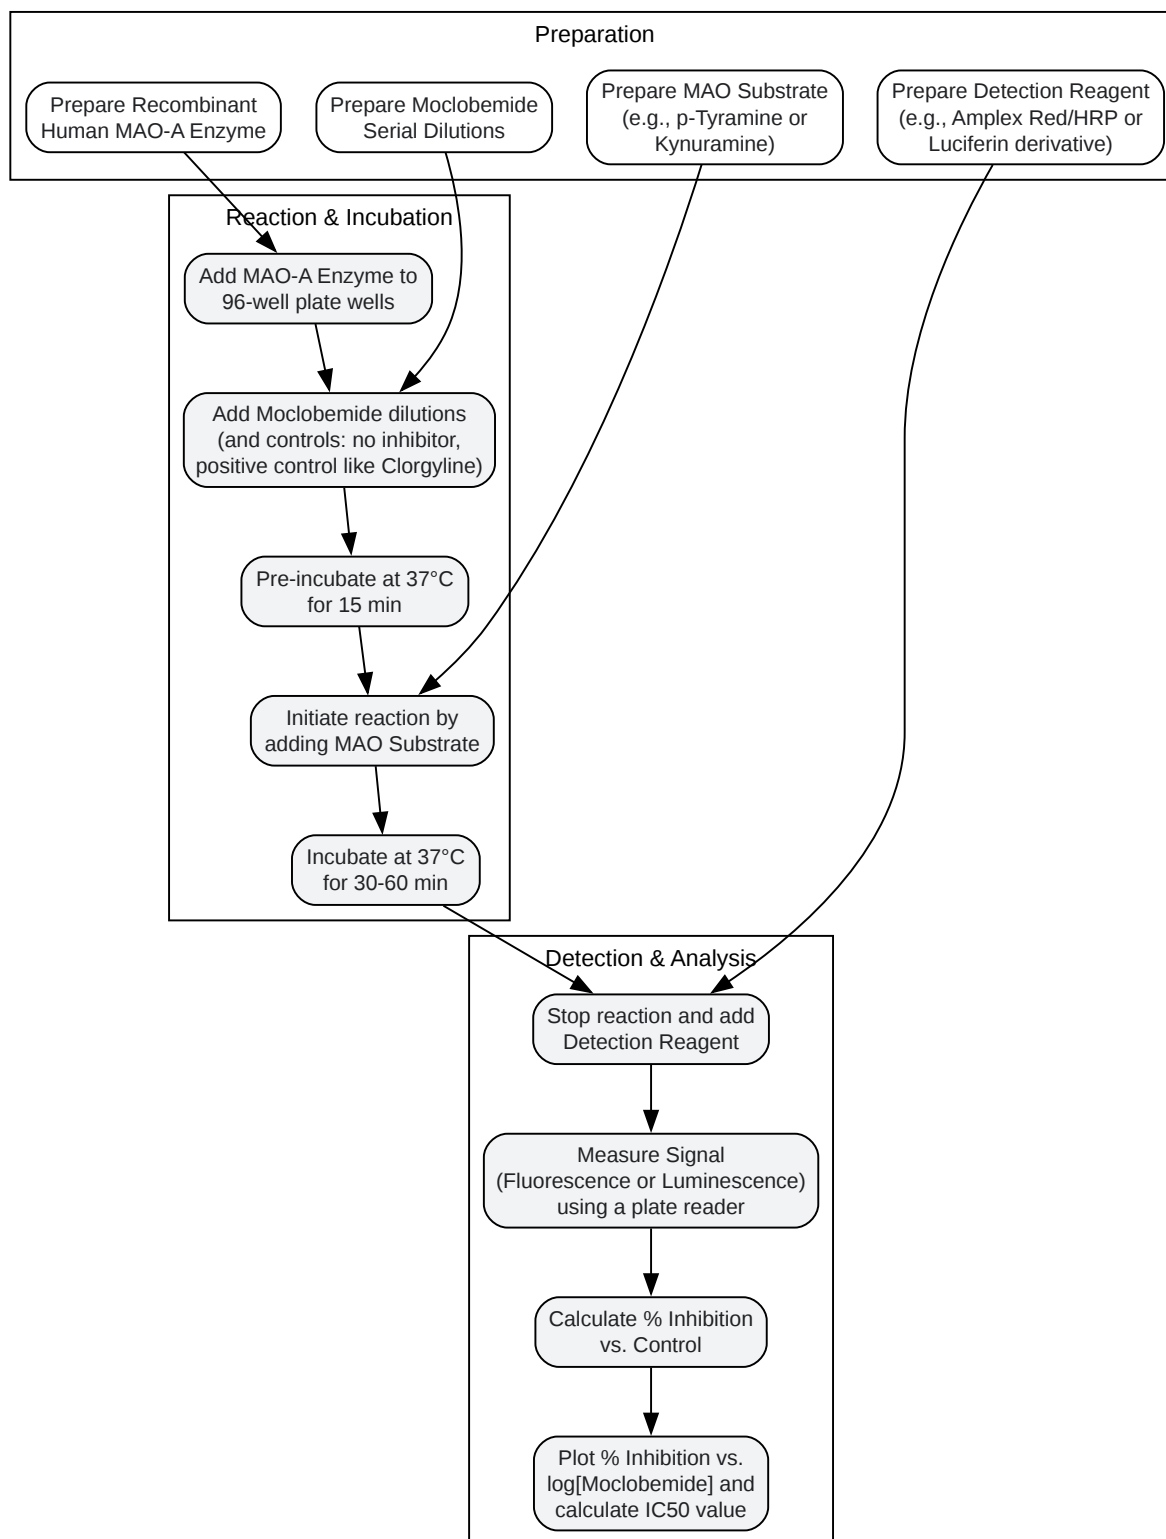 Preparation
Prepare Recombinant
Human MAO-A Enzyme
Prepare Moclobemide
Serial Dilutions
Prepare MAO Substrate
(e.g., p-Tyramine or
Kynuramine)
Prepare Detection Reagent
(e.g., Amplex Red/HRP or
Luciferin derivative)
Reaction & Incubation
Add MAO-A Enzyme to
96-well plate wells
Add Moclobemide dilutions
(and controls: no inhibitor,
positive control like Clorgyline)
Pre-incubate at 37°C
for 15 min
Initiate reaction by
adding MAO Substrate
Incubate at 37°C
for 30-60 min
Detection & Analysis
Stop reaction and add
Detection Reagent
Measure Signal
(Fluorescence or Luminescence)
using a plate reader
Calculate % Inhibition
vs. Control
Plot % Inhibition vs.
log[Moclobemide] and
calculate IC50 value